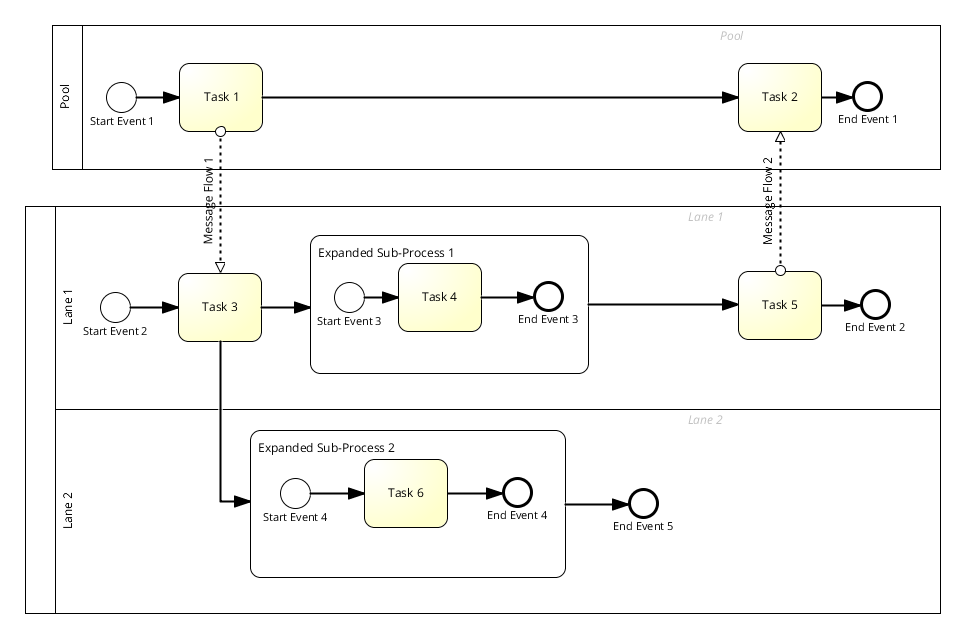 Pool
Pool
Task 1
Task 2
Start Event 1
End Event 1
Message Flow 1
Message Flow 2
Lane 1
Lane 1
Expanded Sub-Process 1
Task 3
Task 4
Task 5
Start Event 2
Start Event 3
End Event 3
End Event 2
Lane 2
Lane 2
Expanded Sub-Process 2
Task 6
Start Event 4
End Event 4
End Event 5